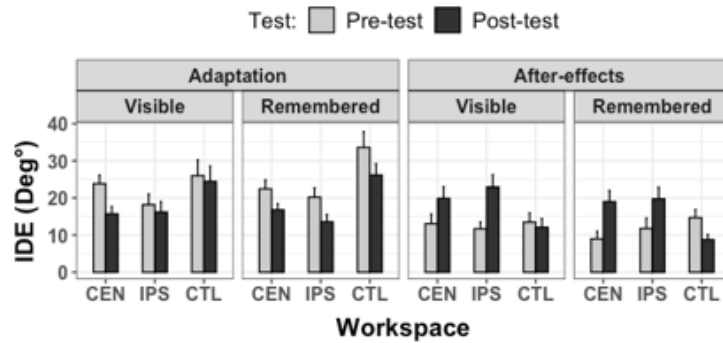 Test: Pre-test Post-test
Adaptation After-effects
Visible Remembered Visible Remembered
IDE (Deg°)
40
30
20
10
0
CEN IPS CTL CEN IPS CTL CEN IPS CTL CEN IPS CTL
Workspace